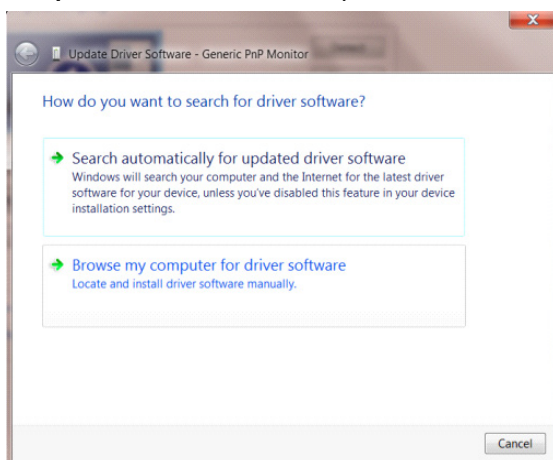 Update Driver Software - Generic PnP Monitor
How do you want to search for driver software?
Search automatically for updated driver software
Windows will search your computer and the Internet for the latest driver
software for your device, unless you've disabled this feature in your device
installation settings.
Browse my computer for driver software
Locate and install driver software manually.
Cancel